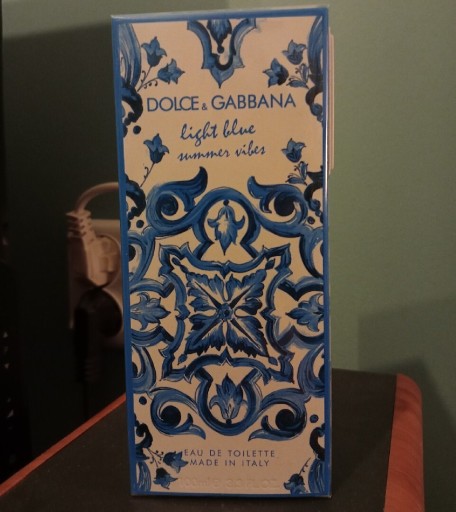 DOLCE & GABBANA
light blue
summer vibes
EAU DE TOILETTE
MADE IN ITALY